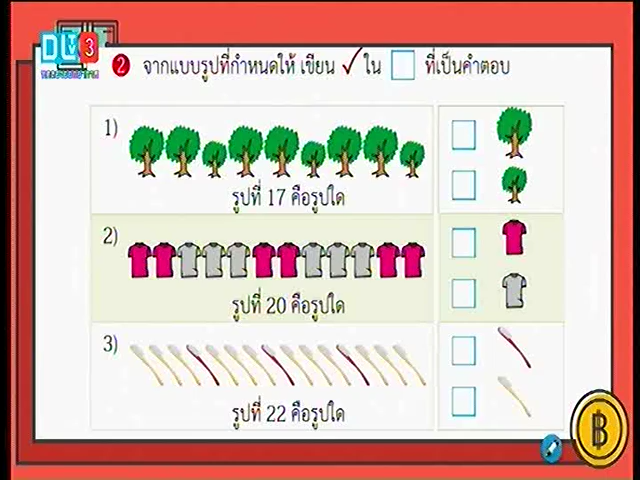 DLTV 3
2 จากแบบรูปที่กำหนดให้ เขียน ✓ ใน □ ที่เป็นคำตอบ
1)
รูปที่ 17 คือรูปใด
2)
รูปที่ 20 คือรูปใด
3)
รูปที่ 22 คือรูปใด
฿